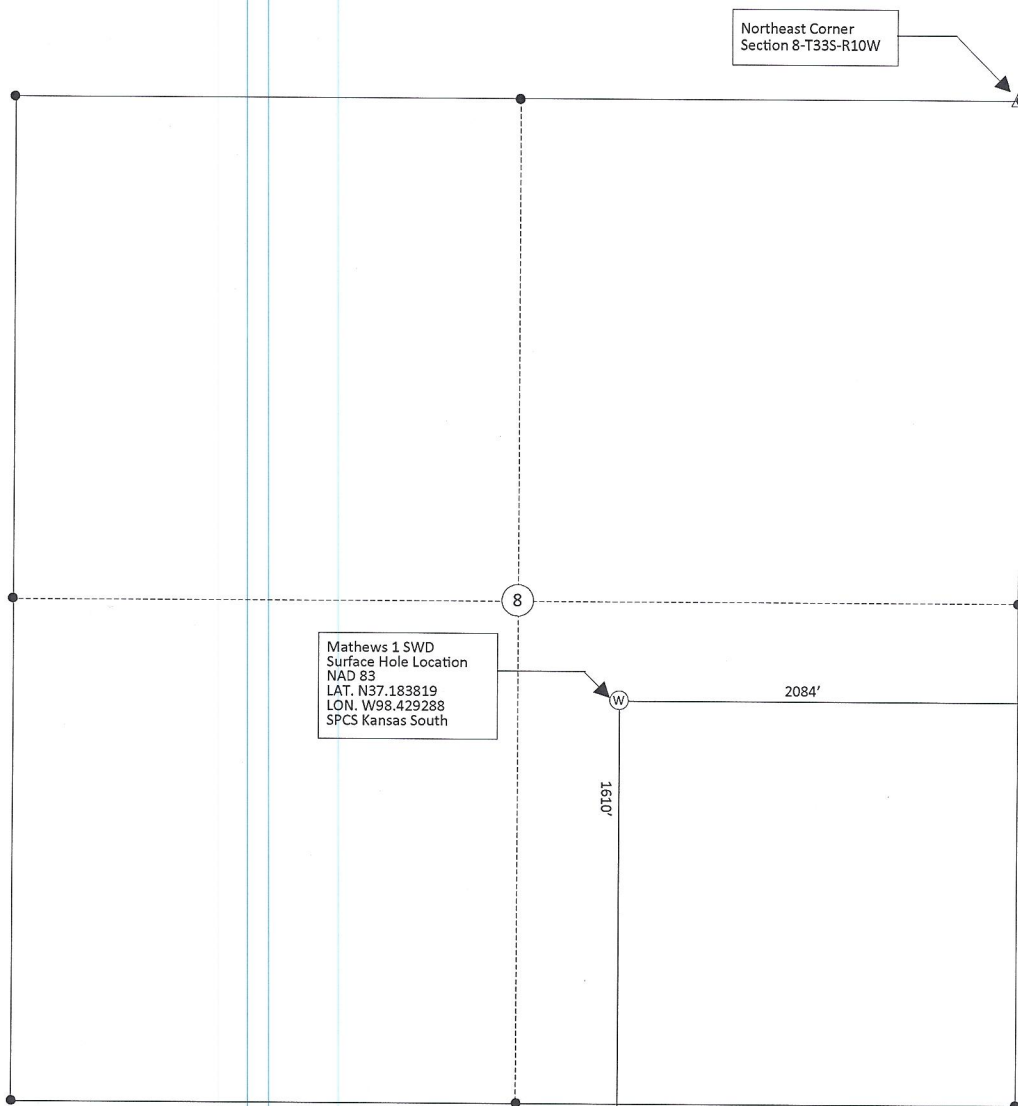 Northeast Corner
Section 8-T33S-R10W
8
Mathews 1 SWD
Surface Hole Location
NAD 83
LAT. N37.183819
LON. W98.429288
SPCS Kansas South
W
2084'
1610'